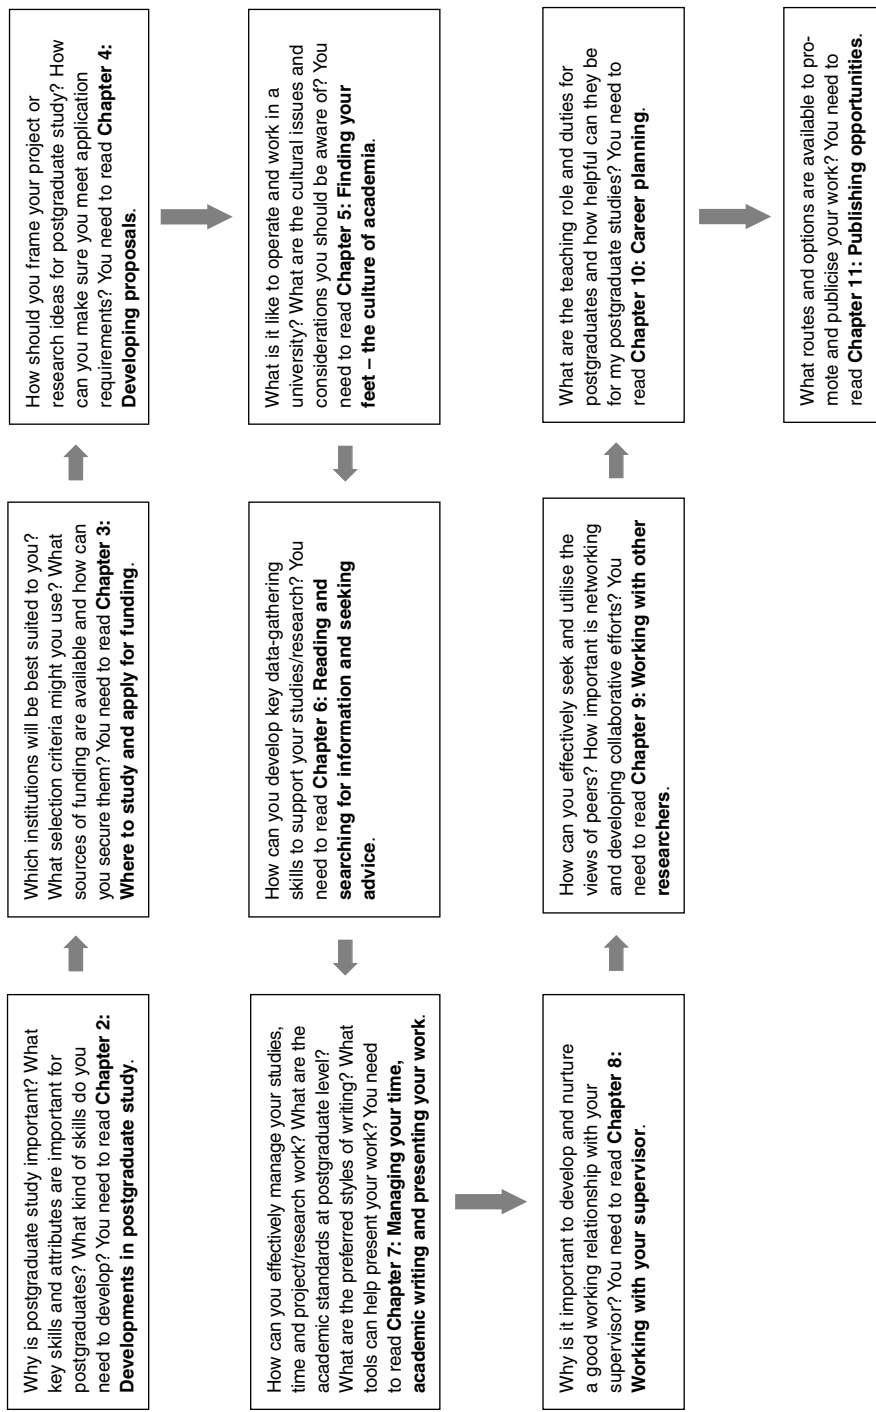 Why is postgraduate study important? What
key skills and attributes are important for
postgraduates? What kind of skills do you
need to develop? You need to read Chapter 2:
Developments in postgraduate study.
Which institutions will be best suited to you?
What selection criteria might you use? What
sources of funding are available and how can
you secure them? You need to read Chapter 3:
Where to study and apply for funding.
How should you frame your project or
research ideas for postgraduate study? How
can you make sure you meet application
requirements? You need to read Chapter 4:
Developing proposals.
What is it like to operate and work in a
university? What are the cultural issues and
considerations you should be aware of? You
need to read Chapter 5: Finding your
feet – the culture of academia.
How can you develop key data-gathering
skills to support your studies/research? You
need to read Chapter 6: Reading and
searching for information and seeking
advice.
How can you effectively manage your studies,
time and project/research work? What are the
academic standards at postgraduate level?
What are the preferred styles of writing? What
tools can help present your work? You need
to read Chapter 7: Managing your time,
academic writing and presenting your work.
Why is it important to develop and nurture
a good working relationship with your
supervisor? You need to read Chapter 8:
Working with your supervisor.
How can you effectively seek and utilise the
views of peers? How important is networking
and developing collaborative efforts? You
need to read Chapter 9: Working with other
researchers.
What are the teaching role and duties for
postgraduates and how helpful can they be
for my postgraduate studies? You need to
read Chapter 10: Career planning.
What routes and options are available to pro-
mote and publicise your work? You need to
read Chapter 11: Publishing opportunities.